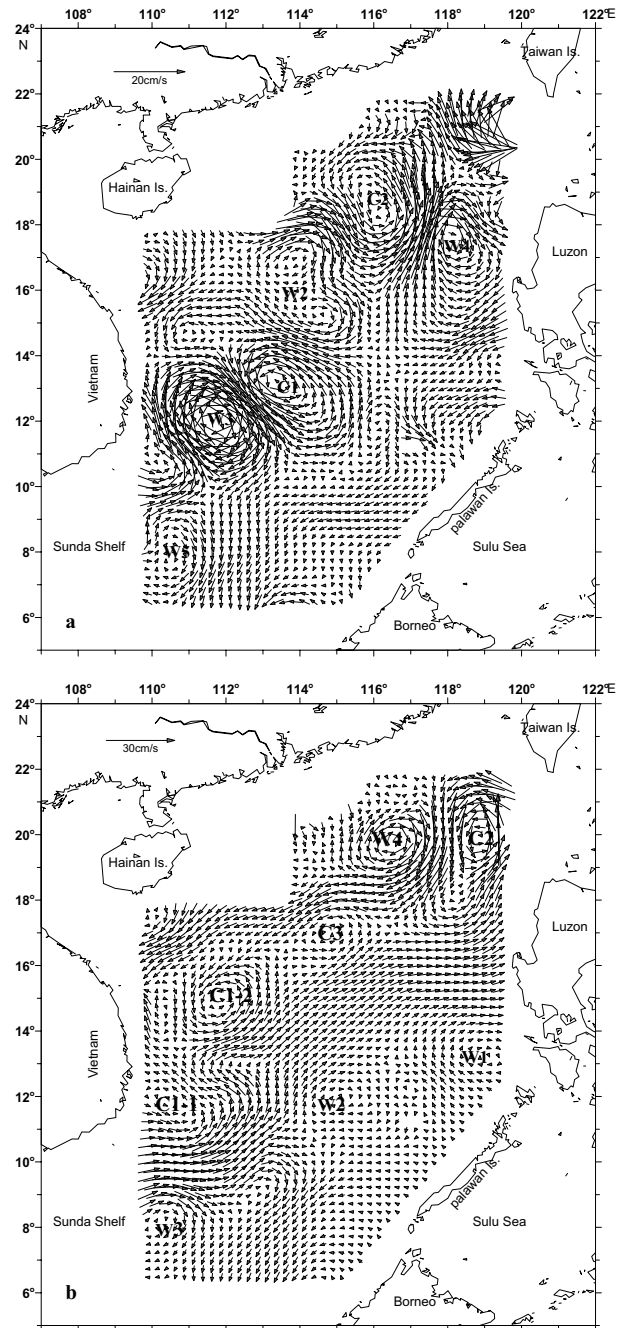 108° 110° 112° 114° 116° 118° 120° 122°E
24°
N
22°
20°
18°
16°
14°
12°
10°
8°
6°
20cm/s
Taiwan Is.
Hainan Is.
Luzon
Vietnam
palawan Is.
Sunda Shelf
Sulu Sea
Borneo
C2
W4
W2
C1
W5
a
108° 110° 112° 114° 116° 118° 120° 122°E
24°
N
22°
20°
18°
16°
14°
12°
10°
8°
6°
30cm/s
Taiwan Is.
Hainan Is.
Luzon
Vietnam
palawan Is.
Sunda Shelf
Sulu Sea
Borneo
W4
C3
C1-2
W1
C1-1
W2
W3
b